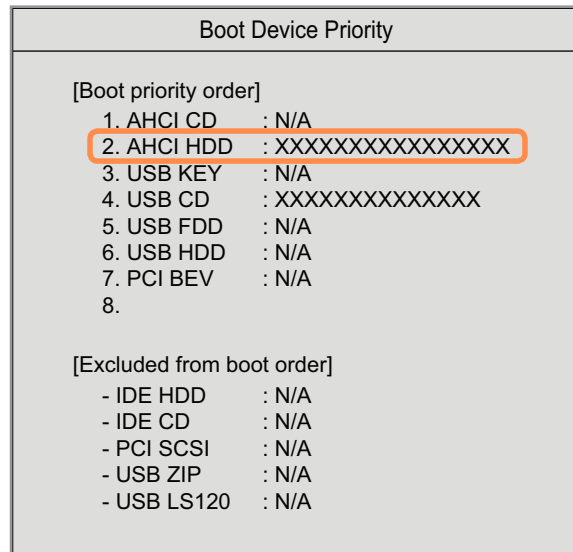 Boot Device Priority
[Boot priority order]
1. AHCI CD : N/A
2. AHCI HDD : XXXXXXXXXXXXXXXX
3. USB KEY : N/A
4. USB CD : XXXXXXXXXXXXXX
5. USB FDD : N/A
6. USB HDD : N/A
7. PCI BEV : N/A
8.
[Excluded from boot order]
- IDE HDD : N/A
- IDE CD : N/A
- PCI SCSI : N/A
- USB ZIP : N/A
- USB LS120 : N/A